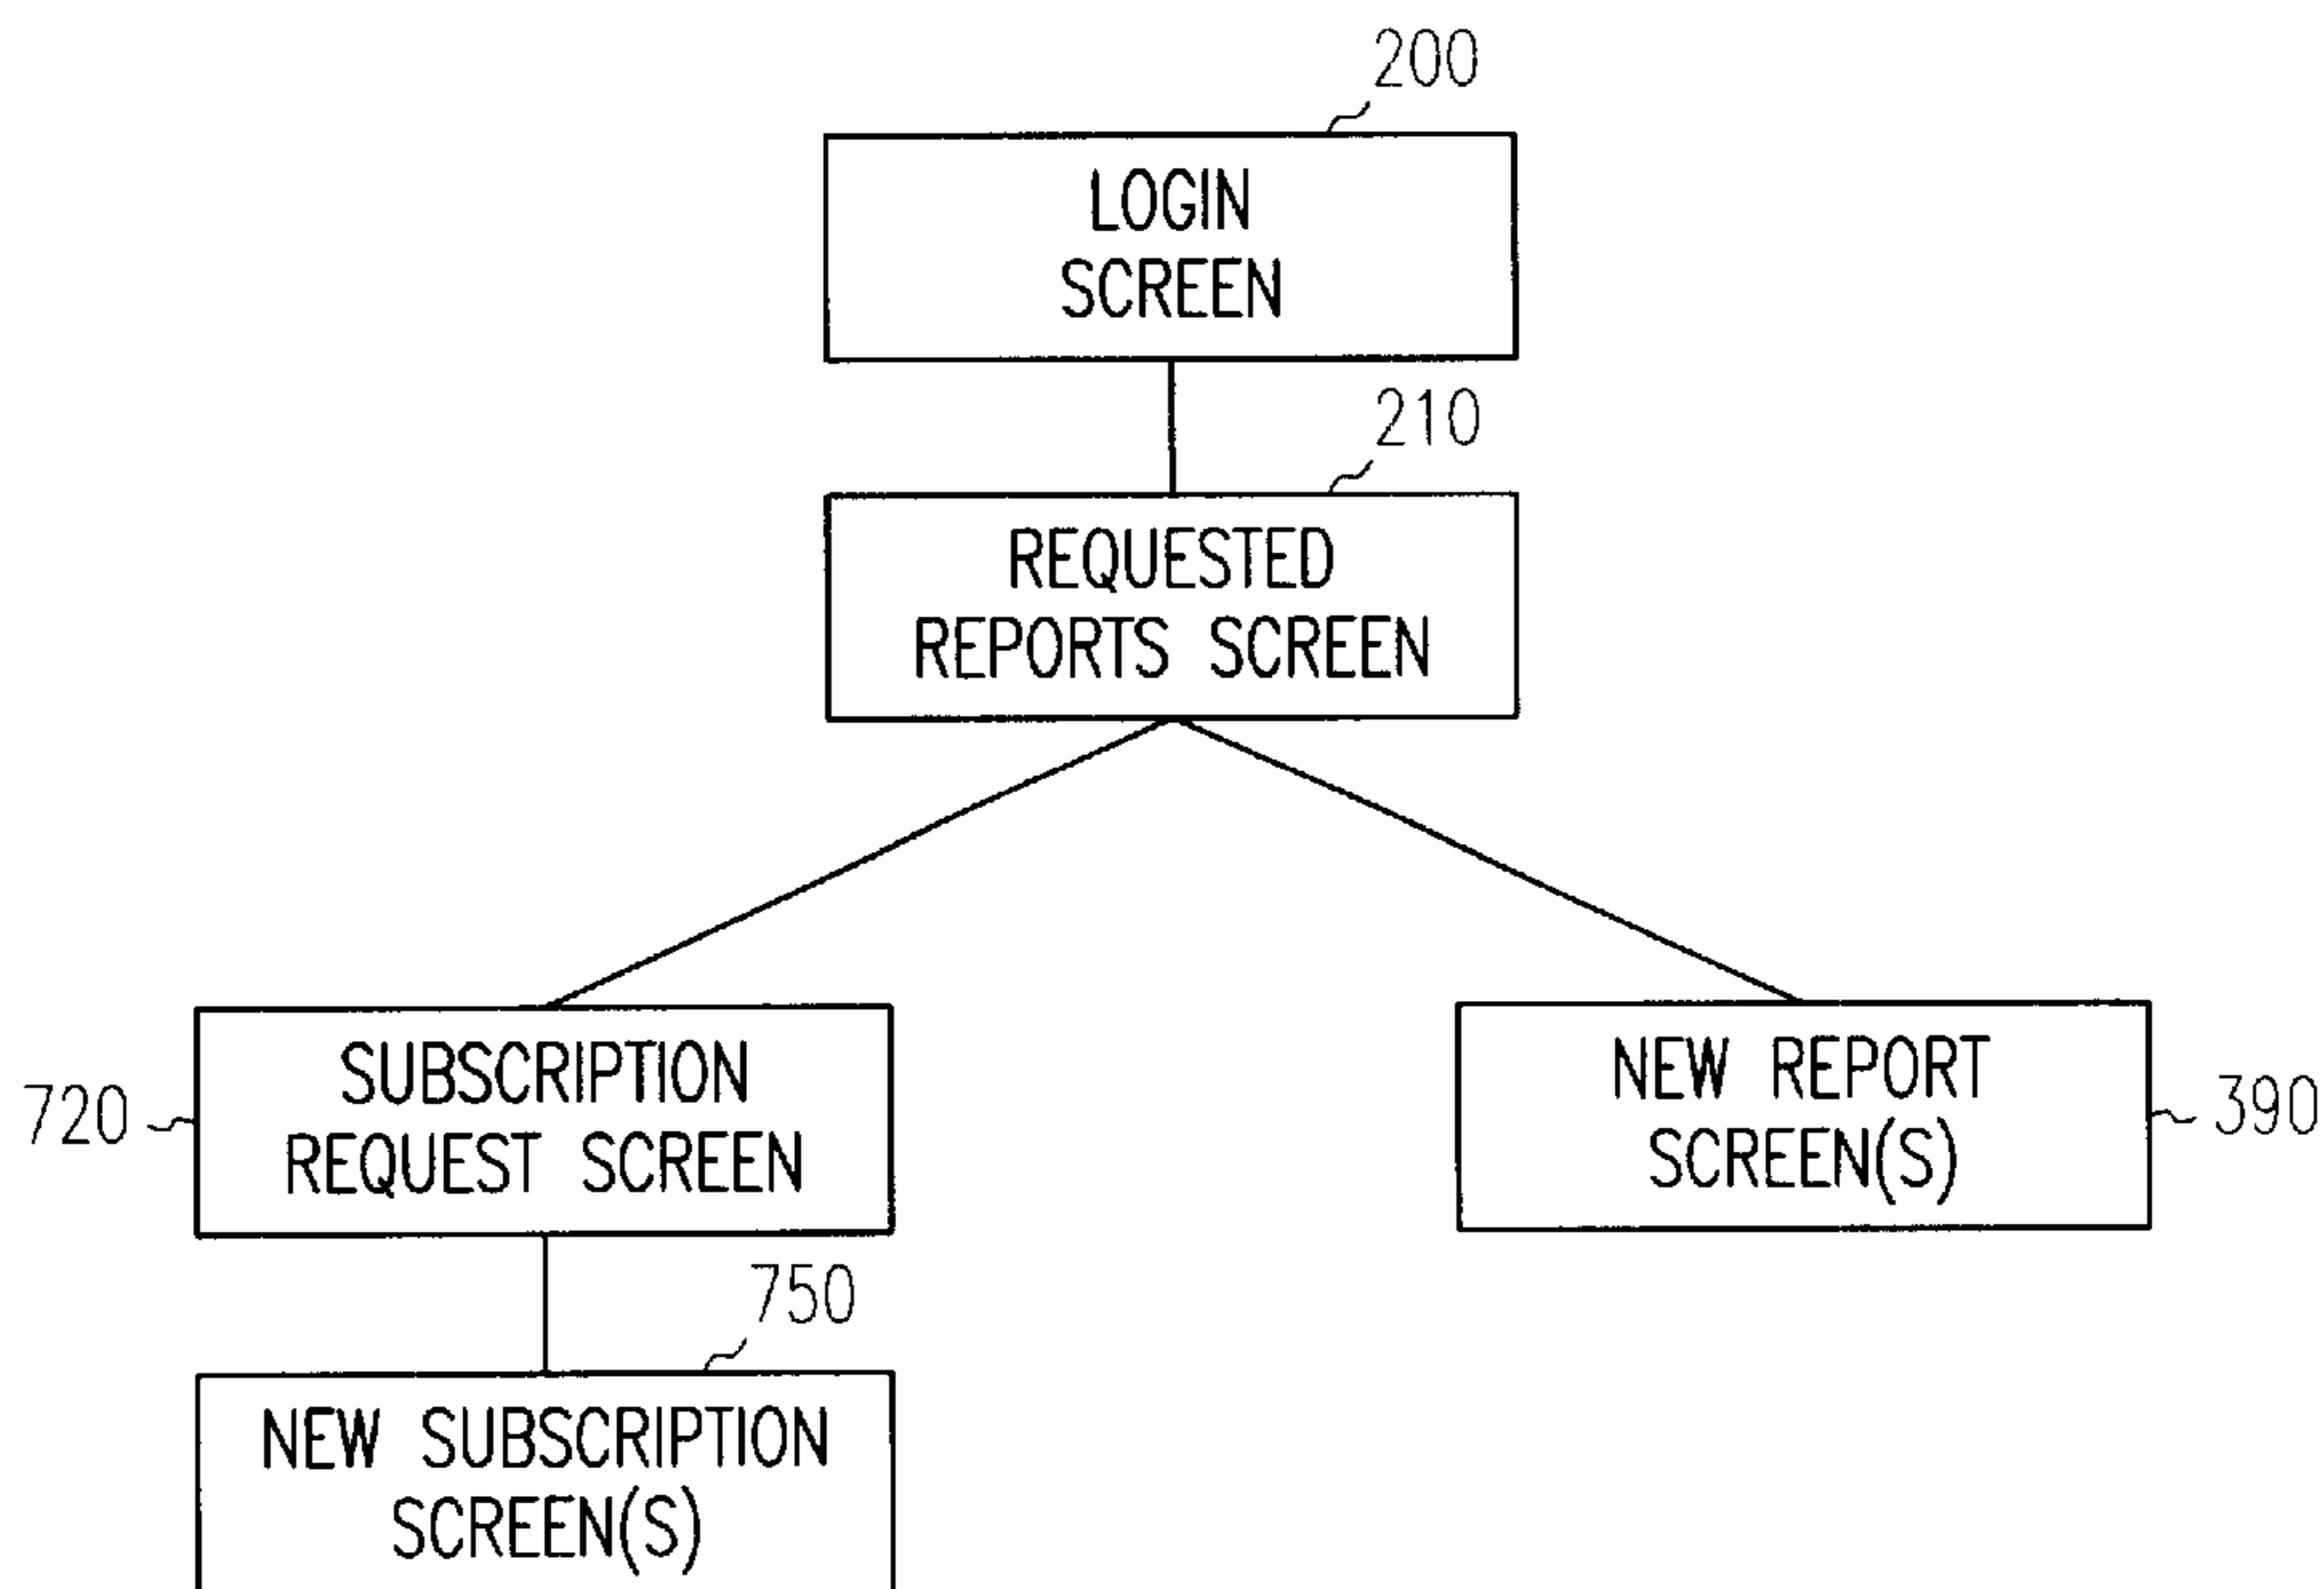 200
LOGIN
SCREEN
210
REQUESTED
REPORTS SCREEN
SUBSCRIPTION
REQUEST SCREEN
720
NEW REPORT
SCREEN(S)
390
750
NEW SUBSCRIPTION
SCREEN(S)